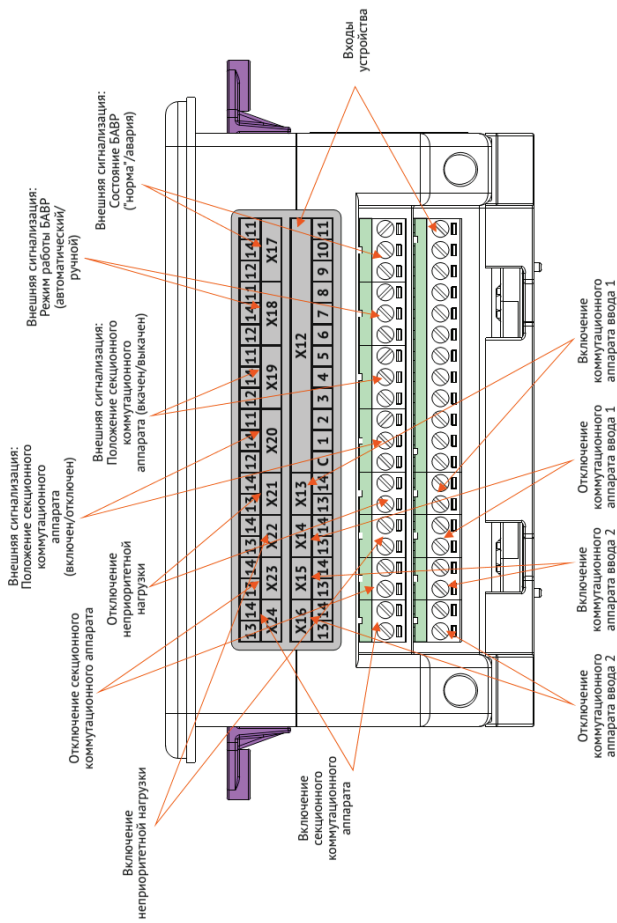 Внешняя сигнализация:
Положение секционного
коммутационного
аппарата
(включен/отключен)
Внешняя сигнализация:
Режим работы БАВР
(автоматический/
ручной)
Внешняя сигнализация:
Состояние БАВР
("норма"/авария)
Внешняя сигнализация:
Положение секционного
коммутационного
аппарата (вкачен/выкачен)
Входы
устройства
Отключение
неприоритетной
нагрузки
Отключение секционного
коммутационного аппарата
Включение
неприоритетной нагрузки
13 14 13 14 13 14 13 14 12 14 11 12 14 11 12 14 11 12 14 11
X24 X23 X22 X21 X20 X19 X18 X17
X16 X15 X14 X13 X12
13 14 13 14 13 14 13 14 C 1 2 3 4 5 6 7 8 9 10 11
Включение
секционного
коммутационного
аппарата
Отключение
коммутационного
аппарата ввода 2
Включение
коммутационного
аппарата ввода 2
Отключение
коммутационного
аппарата ввода 1
Включение
коммутационного
аппарата ввода 1